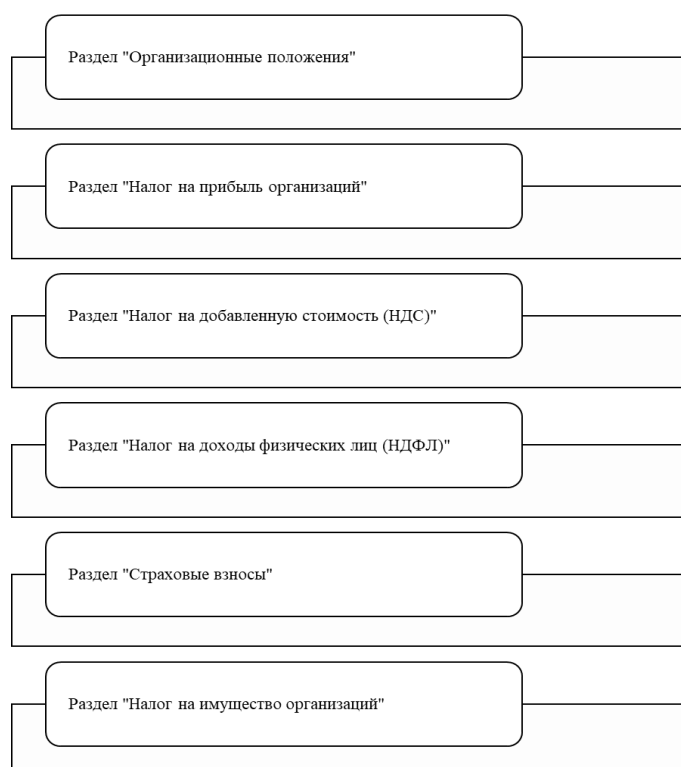 Раздел "Организационные положения"
Раздел "Налог на прибыль организаций"
Раздел "Налог на добавленную стоимость (НДС)"
Раздел "Налог на доходы физических лиц (НДФЛ)"
Раздел "Страховые взносы"
Раздел "Налог на имущество организаций"